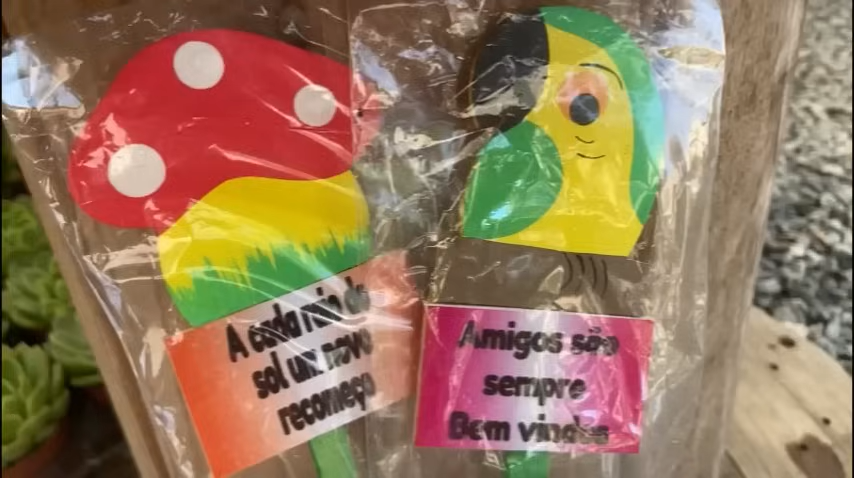 A cada raio de
sol um novo
recomeço
Amigos são
sempre
Bem vindos